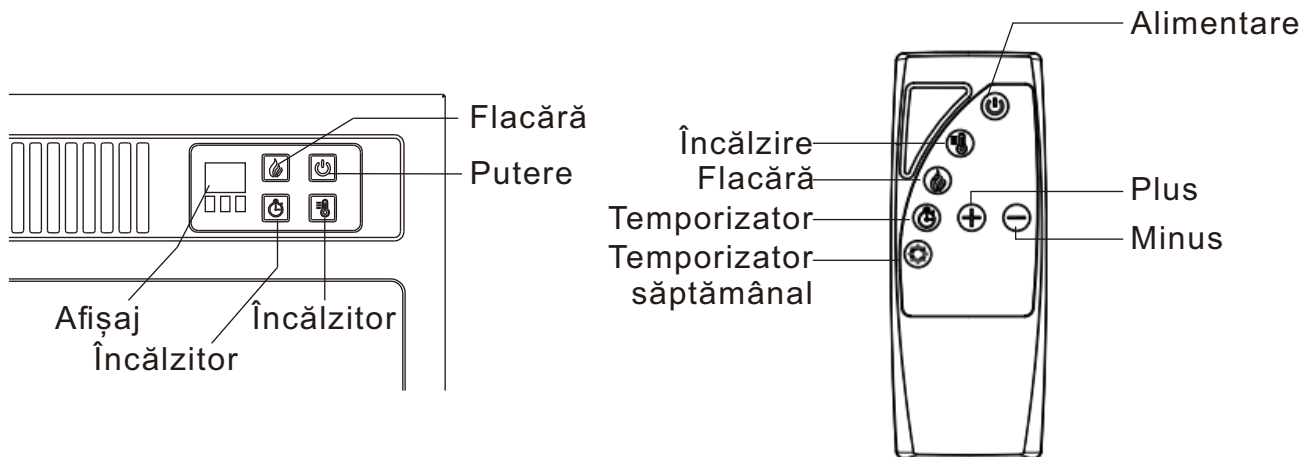 Flacără
Putere
Afișaj
Încălzitor
Încălzitor
Alimentare
Încălzire
Flacără
Temporizator
Temporizator
săptămânal
Plus
Minus